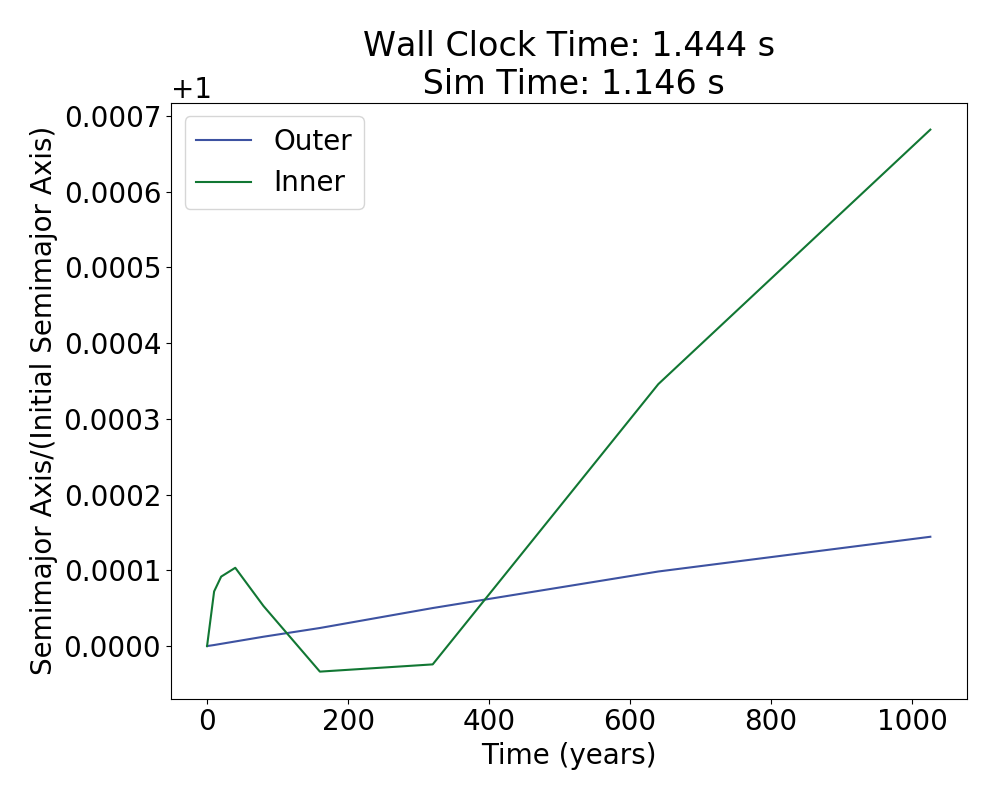 Wall Clock Time: 1.444 s
Sim Time: 1.146 s
+1
0.0007
0.0006
0.0005
0.0004
0.0003
0.0002
0.0001
0.0000
Semimajor Axis/(Initial Semimajor Axis)
Outer
Inner
0
200
400
600
800
1000
Time (years)